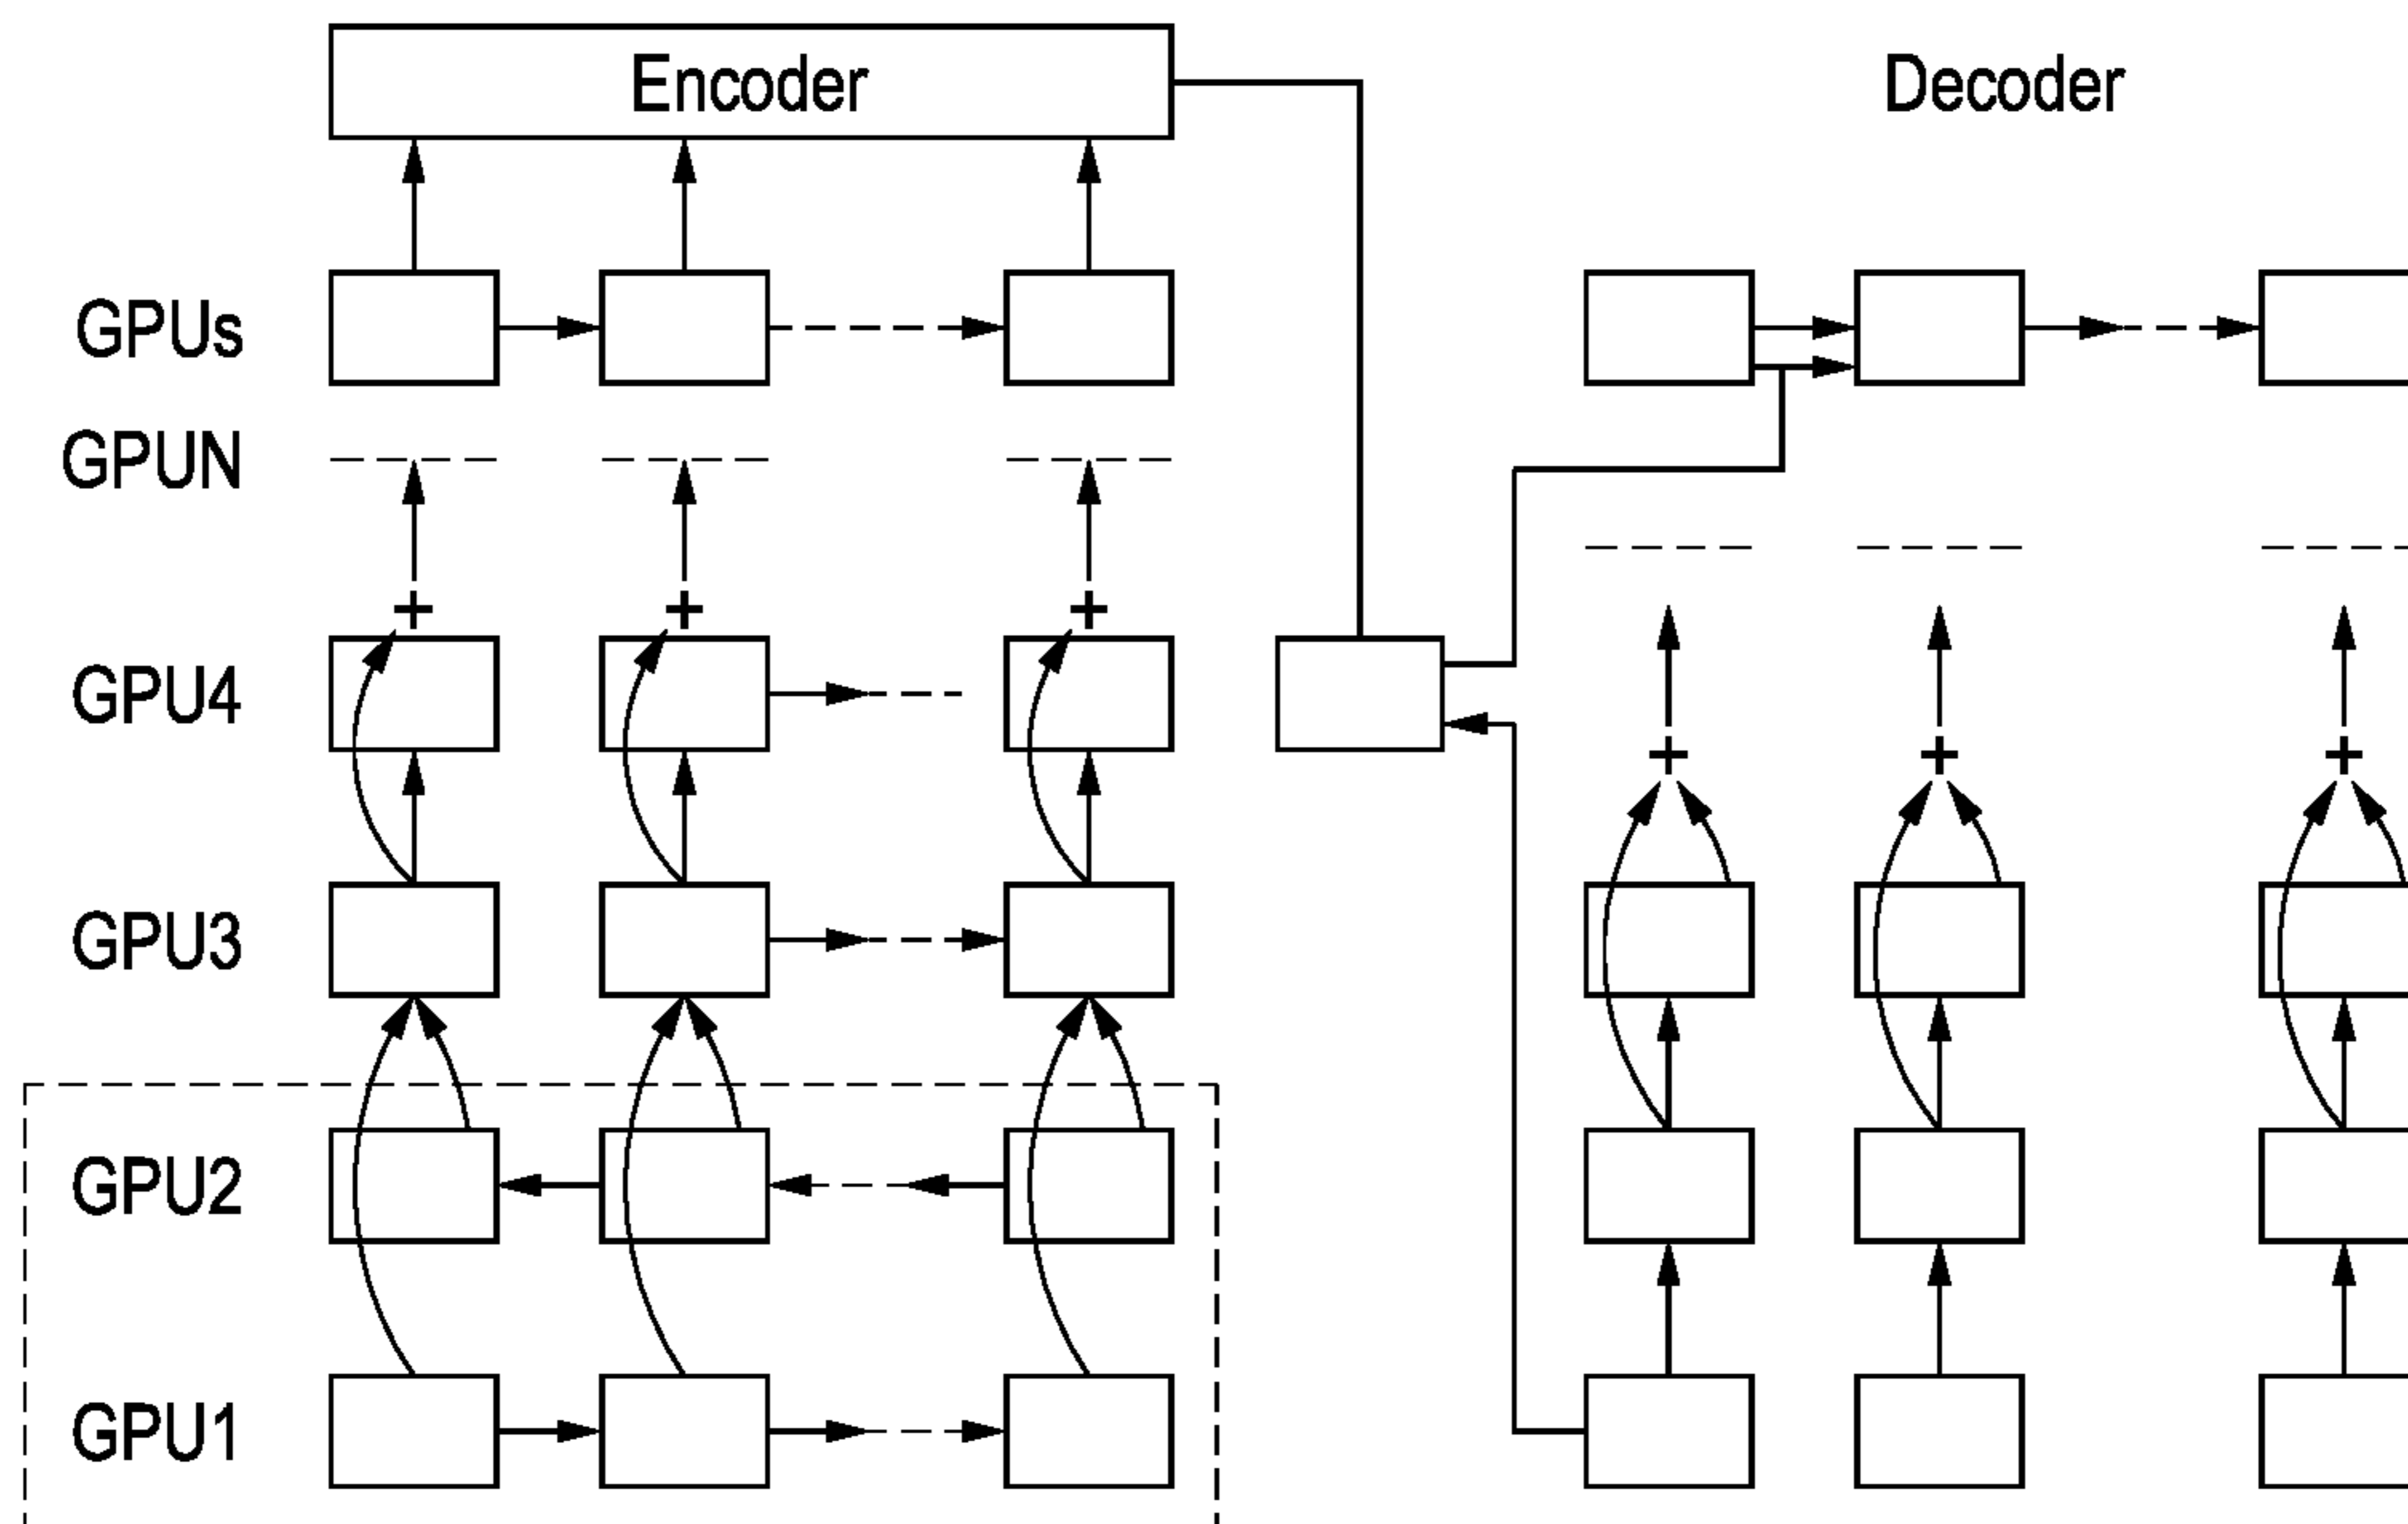 Encoder
Decoder
GPUs
GPUN
+ + +
GPU4
+ + +
GPU3
GPU2
GPU1